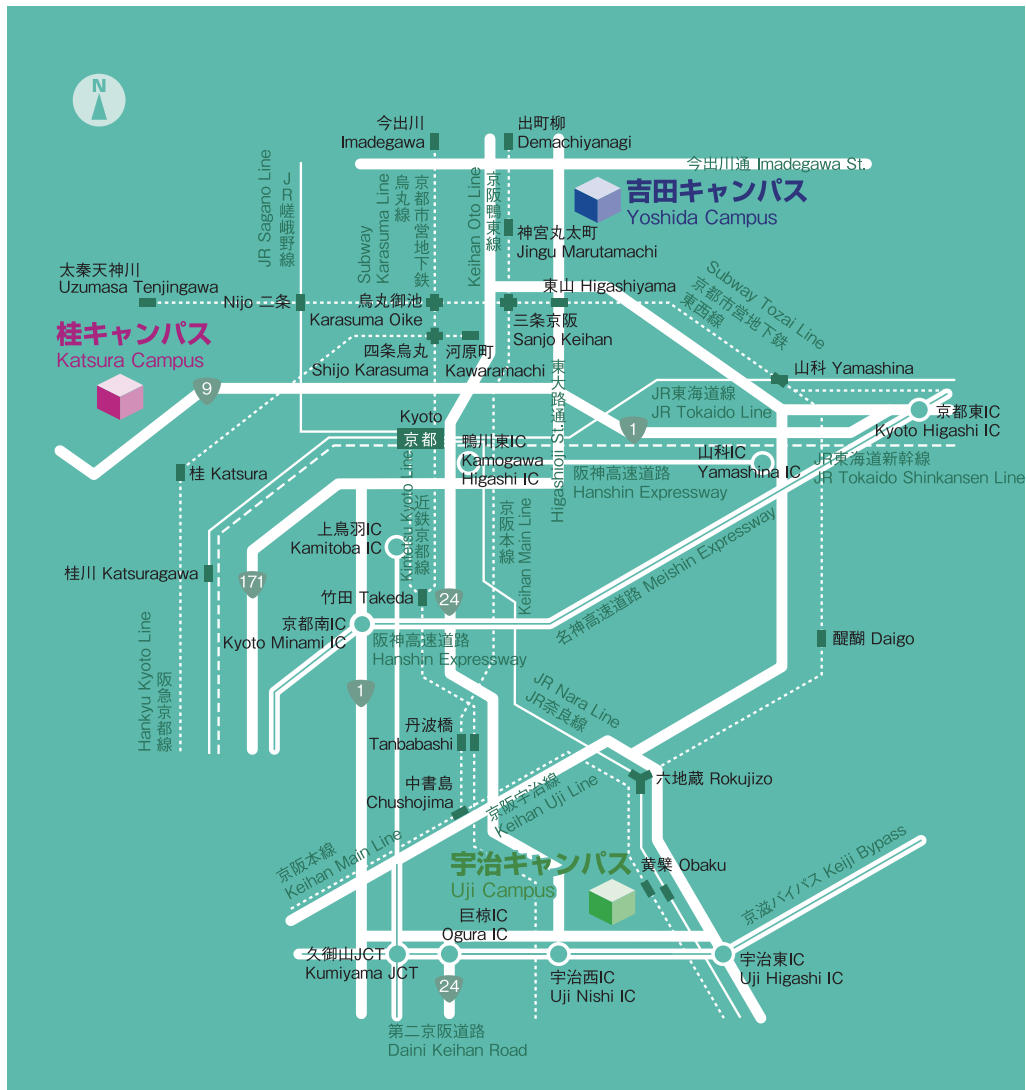 N
今出川
Imadegawa
出町柳
Demachiyanagi
今出川通 Imadegawa St.
吉田キャンパス
Yoshida Campus
JR Sagano Line
JR嵯峨野線
Subway
Karasuma Line
烏丸線
京都市営地下鉄
Keihan Oto Line
京阪鴨東線
神宮丸太町
Jingu Marutamachi
太秦天神川
Uzumasa Tenjingawa
Nijo 二条
烏丸御池
Karasuma Oike
東山 Higashiyama
三条京阪
Sanjo Keihan
Subway Tozai Line
京都市営地下鉄
東西線
桂キャンパス
Katsura Campus
四条烏丸
Shijo Karasuma
河原町
Kawaramachi
9
東大路通
Higashioji St.
山科 Yamashina
JR東海道線
JR Tokaido Line
1
京都東IC
Kyoto Higashi IC
Kyoto
京都
鴨川東IC
Kamogawa
Higashi IC
阪神高速道路
Hanshin Expressway
山科IC
Yamashina IC
JR東海道新幹線
JR Tokaido Shinkansen Line
桂 Katsura
上鳥羽IC
Kamitoba IC
Kintetsu Kyoto Line
近鉄京都線
京阪本線
Keihan Main Line
桂川 Katsuragawa
171
竹田 Takeda
24
京都南IC
Kyoto Minami IC
阪神高速道路
Hanshin Expressway
名神高速道路 Meishin Expressway
醍醐 Daigo
Hankyu Kyoto Line
阪急京都線
1
JR Nara Line
JR奈良線
丹波橋
Tanbabashi
六地蔵 Rokujizo
中書島
Chushojima
京阪宇治線
Keihan Uji Line
京阪本線
Keihan Main Line
宇治キャンパス
Uji Campus
黄檗 Obaku
京滋バイパス Keiji Bypass
巨椋IC
Ogura IC
久御山JCT
Kumiyama JCT
宇治西IC
Uji Nishi IC
宇治東IC
Uji Higashi IC
24
第二京阪道路
Daini Keihan Road